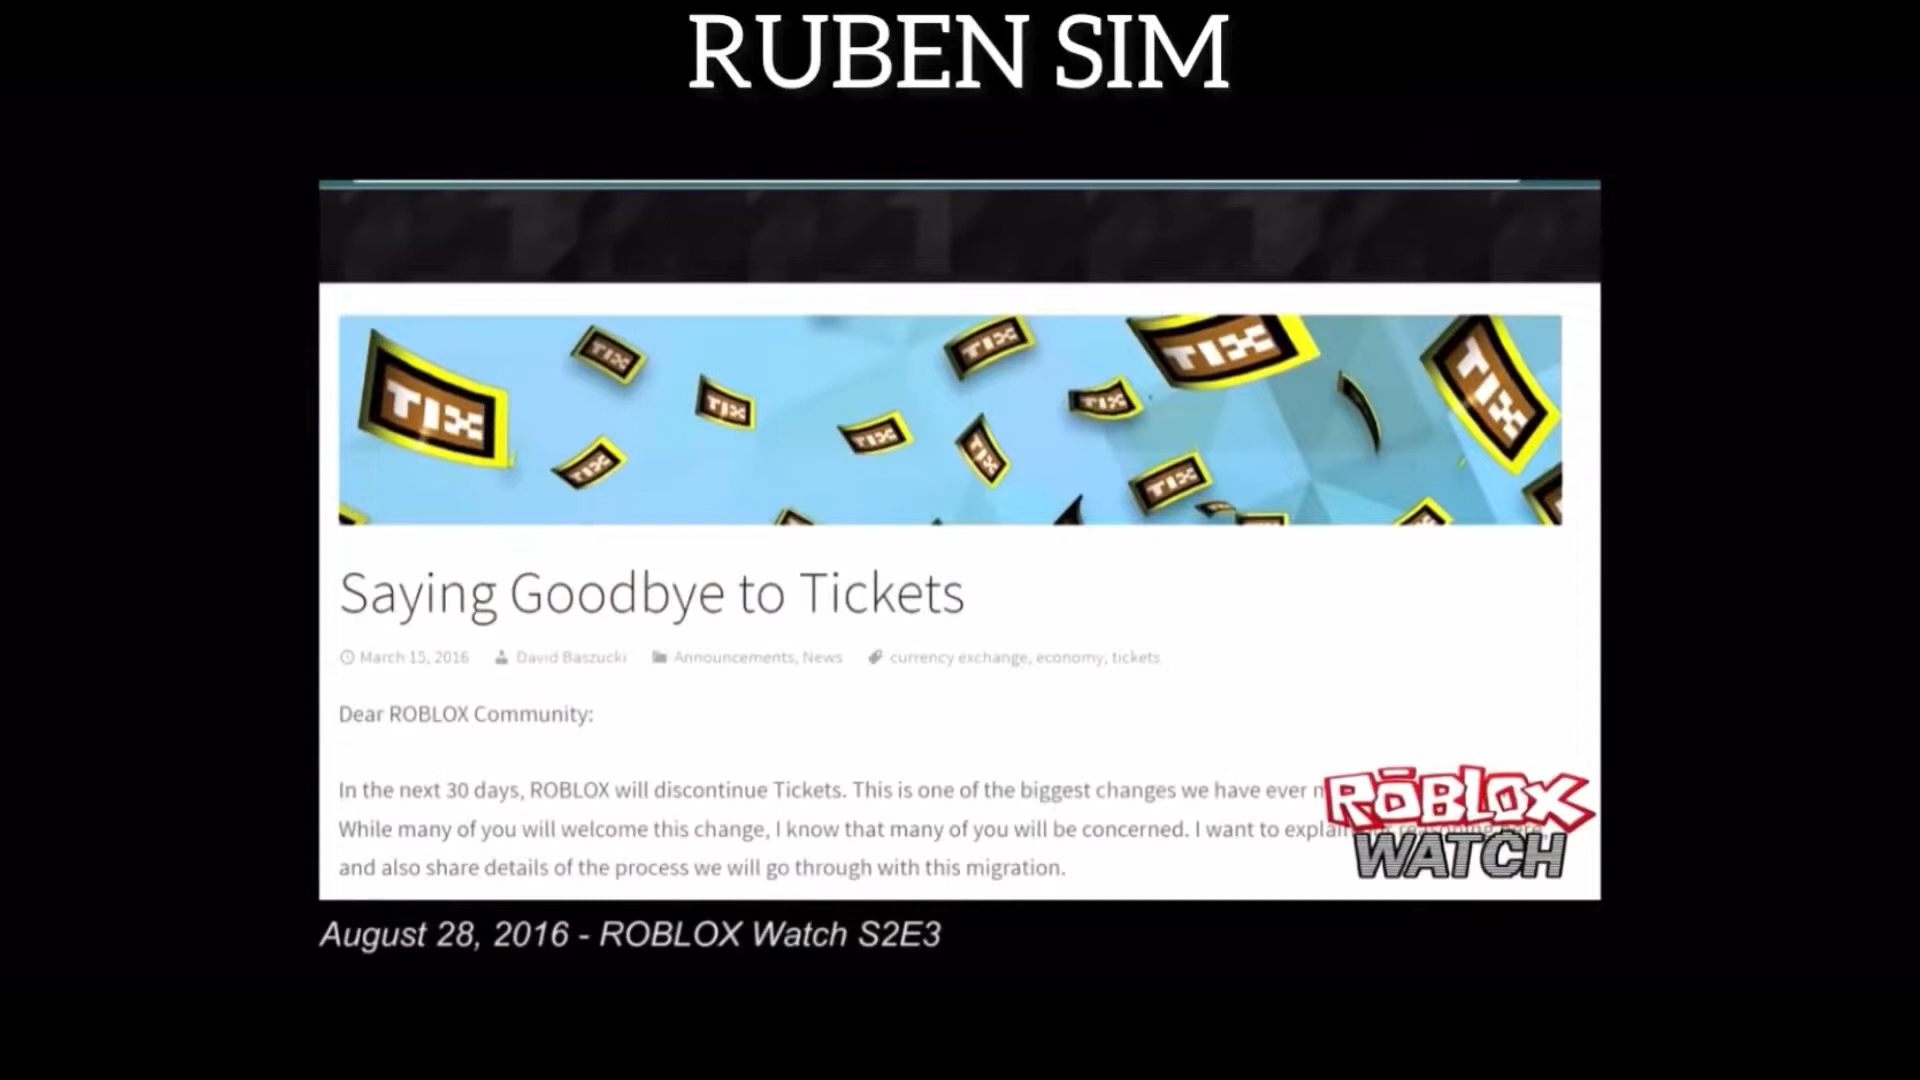 RUBEN SIM
TIX TIX TIX TIX TIX
TIX TIX TIX TIX TIX TIX
Saying Goodbye to Tickets
March 15, 2016 David Baszucki Announcements, News currency exchange, economy, tickets
Dear ROBLOX Community:
In the next 30 days, ROBLOX will discontinue Tickets. This is one of the biggest changes we have ever
While many of you will welcome this change, I know that many of you will be concerned. I want to explain
and also share details of the process we will go through with this migration.
ROBLOX
WATCH
August 28, 2016 - ROBLOX Watch S2E3